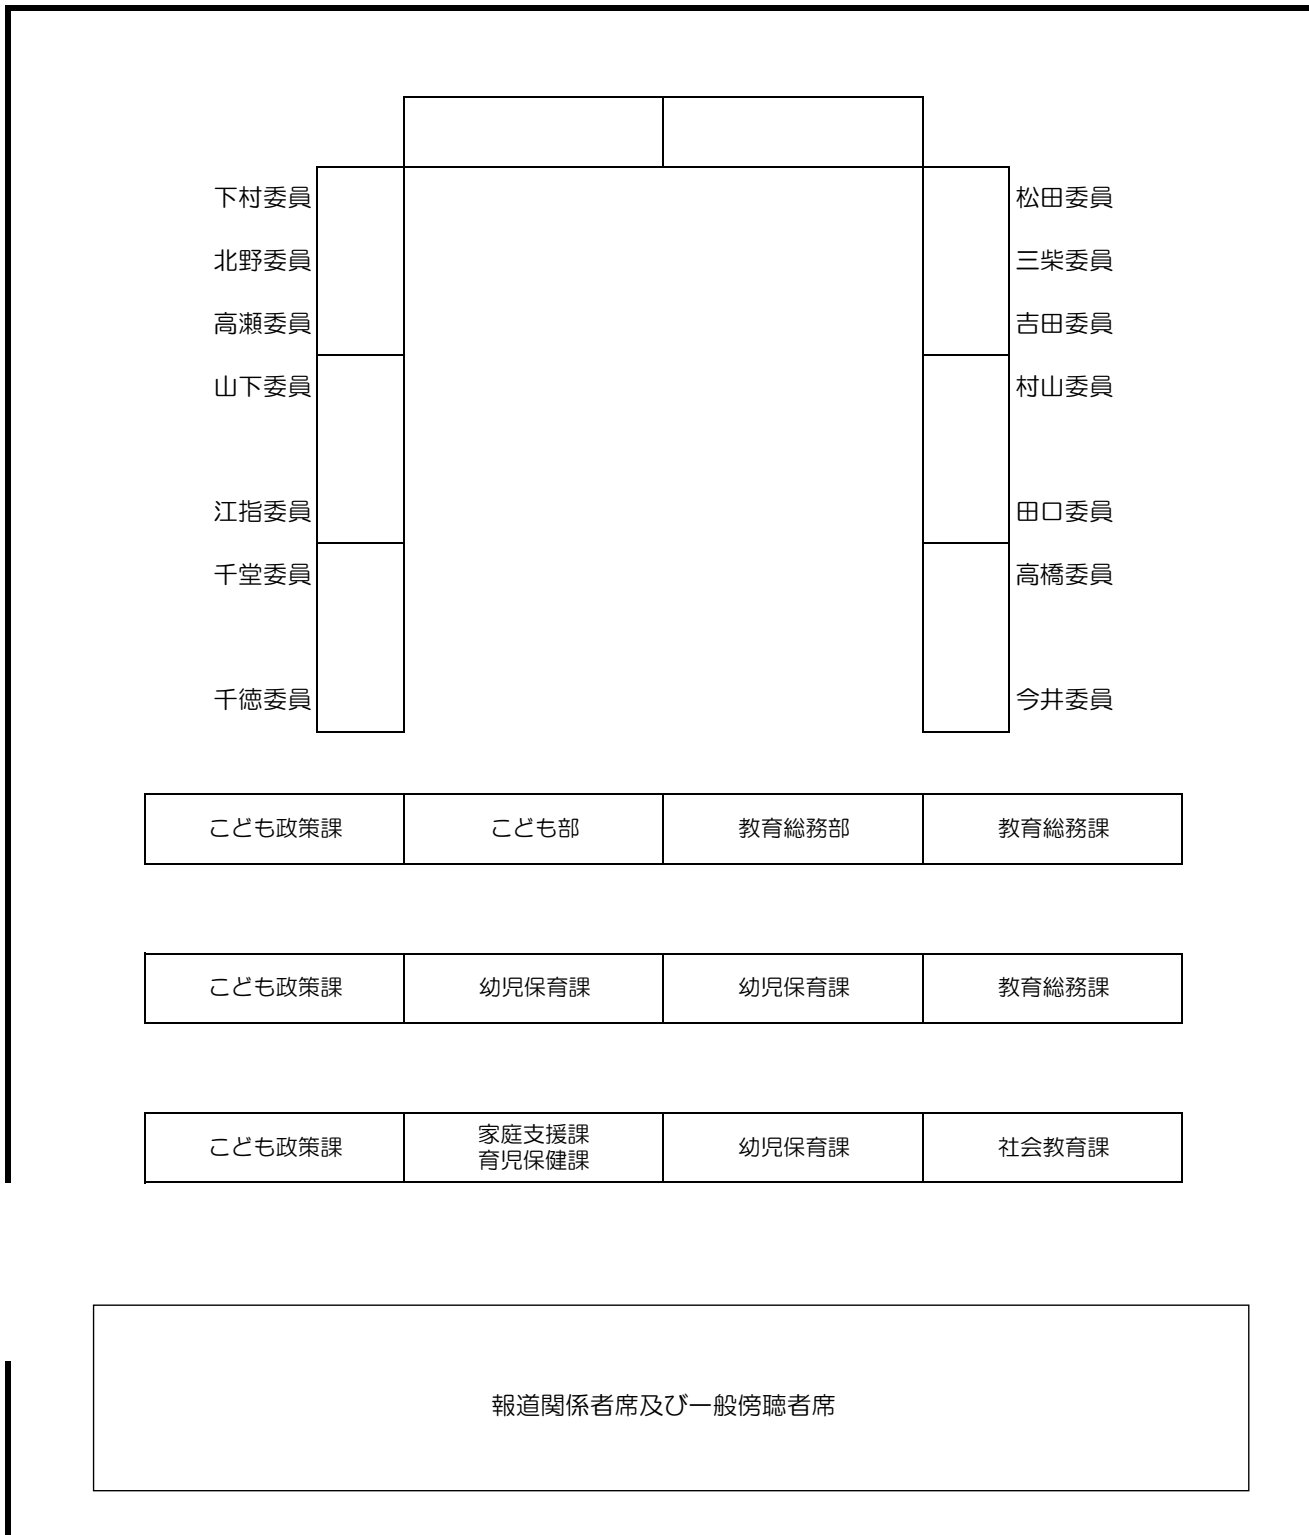 下村委員
松田委員
北野委員
三柴委員
高瀬委員
吉田委員
山下委員
村山委員
江指委員
田口委員
千堂委員
高橋委員
千徳委員
今井委員
こども政策課
こども部
教育総務部
教育総務課
こども政策課
幼児保育課
幼児保育課
教育総務課
こども政策課
家庭支援課
育児保健課
幼児保育課
社会教育課
報道関係者席及び一般傍聴者席